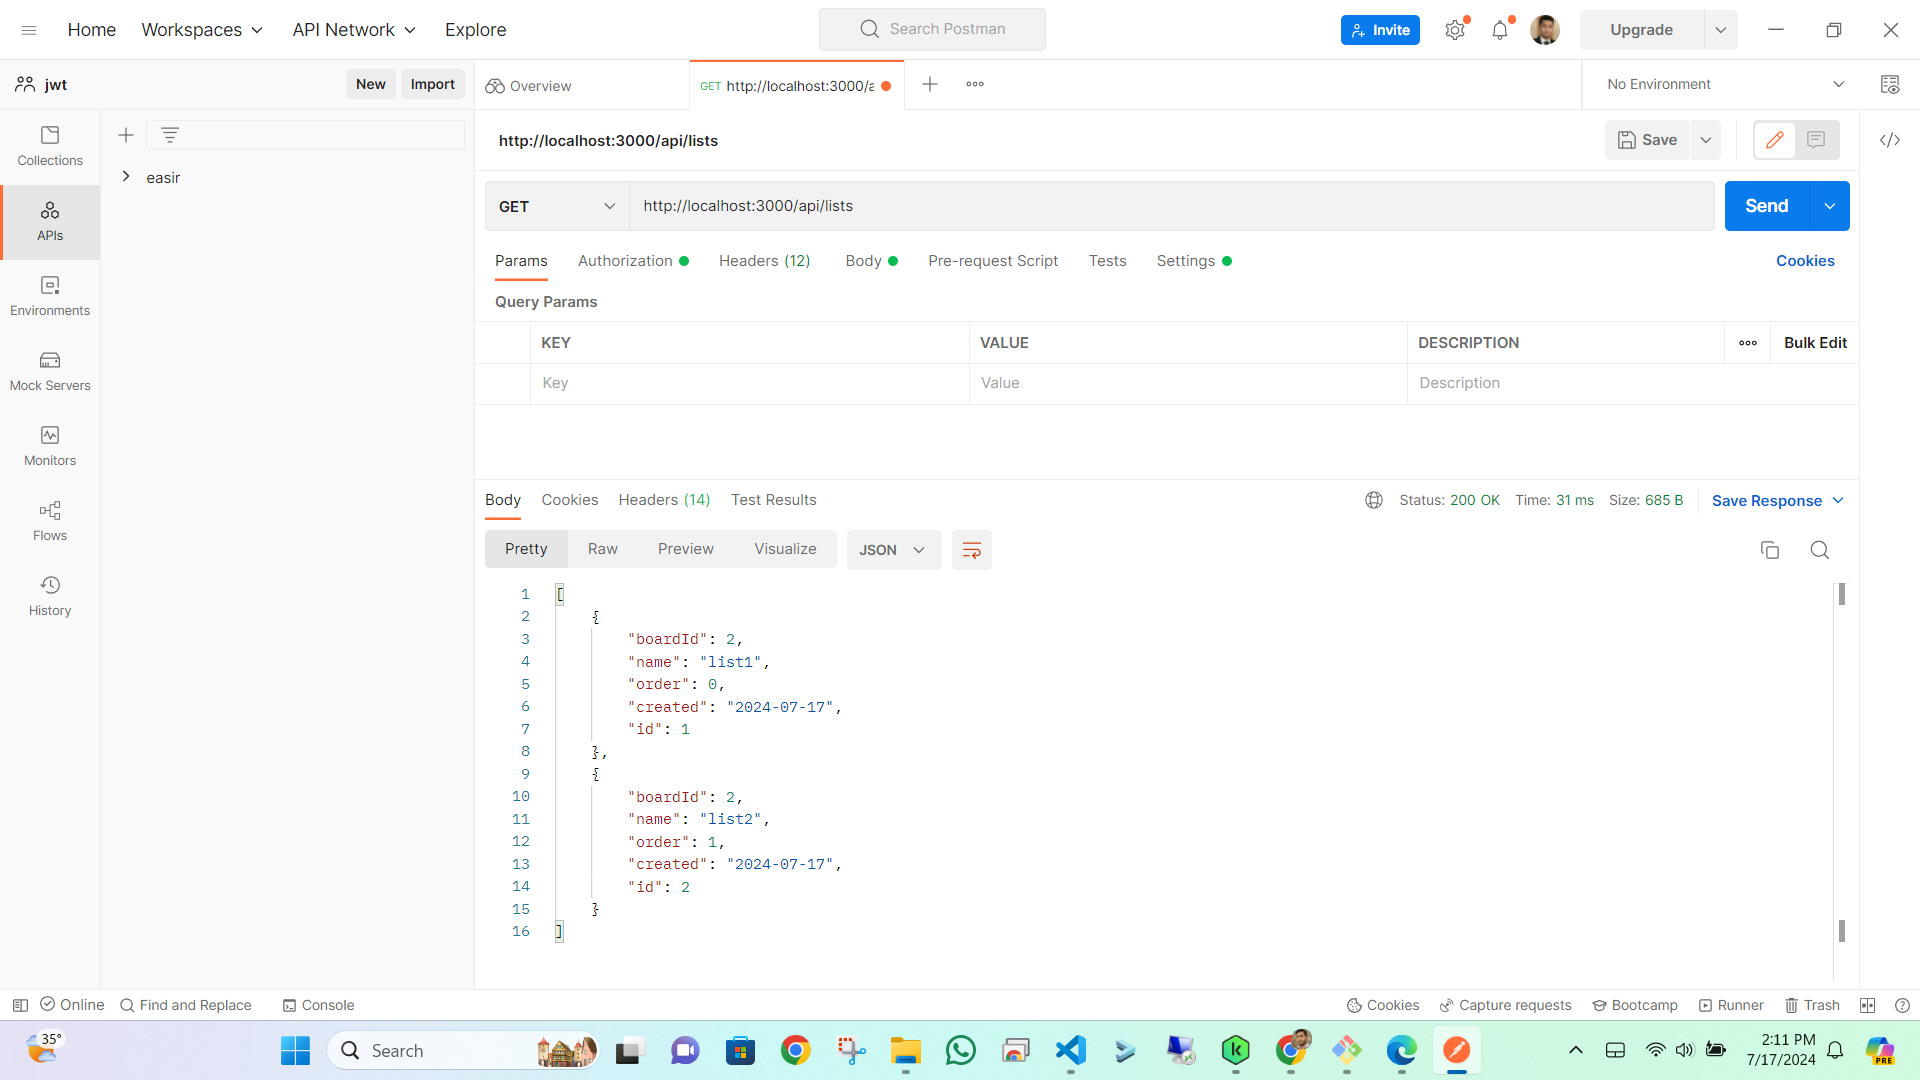 Home Workspaces API Network Explore Search Postman Invite Upgrade
jwt New Import Overview GET http://localhost:3000/a No Environment
http://localhost:3000/api/lists Save
Collections
easir
APIs
Environments
Mock Servers
Monitors
Flows
History
GET http://localhost:3000/api/lists Send
Params Authorization Headers (12) Body Pre-request Script Tests Settings Cookies
Query Params
KEY VALUE DESCRIPTION Bulk Edit
Key Value Description
Body Cookies Headers (14) Test Results Status: 200 OK Time: 31 ms Size: 685 B Save Response
Pretty Raw Preview Visualize JSON
1 [
2 {
3 "boardId": 2,
4 "name": "list1",
5 "order": 0,
6 "created": "2024-07-17",
7 "id": 1
8 },
9 {
10 "boardId": 2,
11 "name": "list2",
12 "order": 1,
13 "created": "2024-07-17",
14 "id": 2
15 }
16 ]
Online Find and Replace Console Cookies Capture requests Bootcamp Runner Trash
35° Search 2:11 PM
7/17/2024
PRE